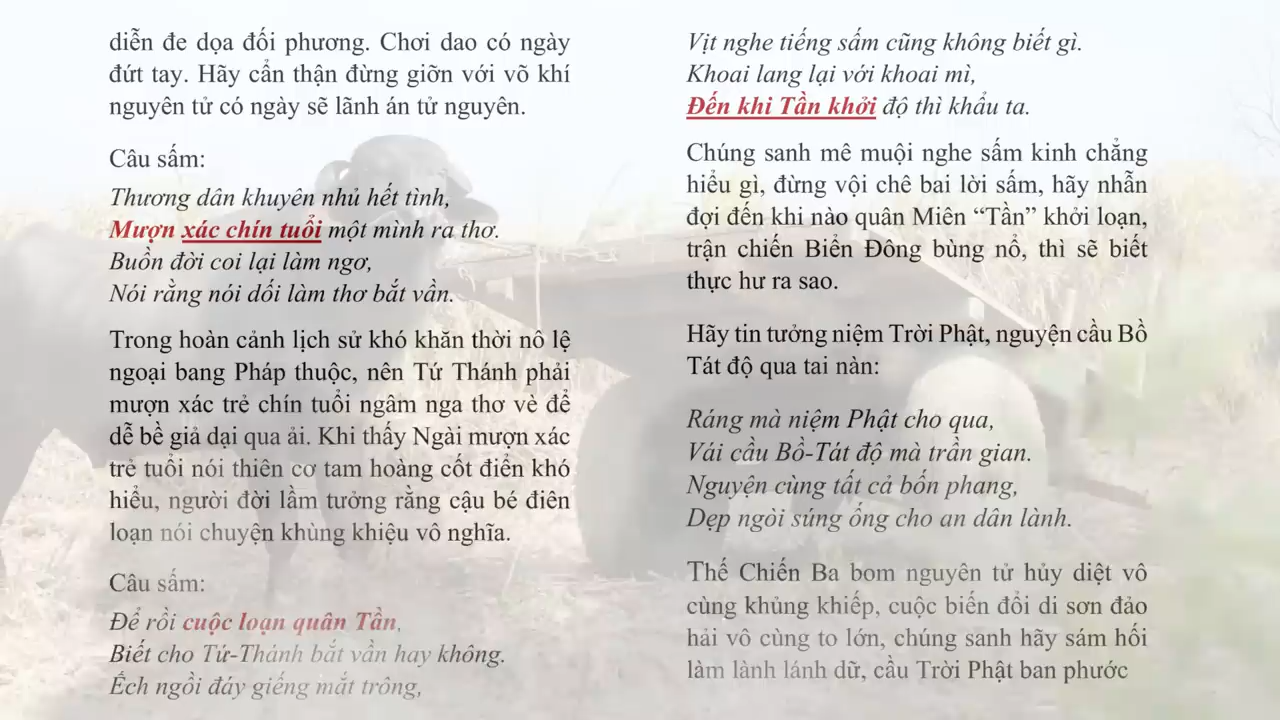 diễn đe dọa đối phương. Chơi dao có ngày
đứt tay. Hãy cẩn thận đừng giỡn với võ khí
nguyên tử có ngày sẽ lãnh án tử nguyên.
Câu sấm:
Thương dân khuyên nhủ hết tình,
Mượn xác chín tuổi một mình ra thơ.
Buồn đời coi lại làm ngơ,
Nói rằng nói dối làm thơ bắt vần.
Trong hoàn cảnh lịch sử khó khăn thời nô lệ
ngoại bang Pháp thuộc, nên Tứ Thánh phải
mượn xác trẻ chín tuổi ngâm nga thơ vè để
dễ bề giả dại qua ải. Khi thấy Ngài mượn xác
trẻ tuổi nói thiên cơ tam hoàng cốt điển khó
hiểu, người đời lầm tưởng rằng cậu bé điên
loạn nói chuyện khùng khiệu vô nghĩa.
Câu sấm:
Để rồi cuộc loạn quân Tần,
Biết cho Tứ-Thánh bắt vần hay không.
Ếch ngồi đáy giếng mắt trông,
Vịt nghe tiếng sấm cũng không biết gì.
Khoai lang lại với khoai mì,
Đến khi Tần khởi độ thì khẩu ta.
Chúng sanh mê muội nghe sấm kinh chẳng
hiểu gì, đừng vội chê bai lời sấm, hãy nhẫn
đợi đến khi nào quân Miên “Tần” khởi loạn,
trận chiến Biển Đông bùng nổ, thì sẽ biết
thực hư ra sao.
Hãy tin tưởng niệm Trời Phật, nguyện cầu Bồ
Tát độ qua tai nàn:
Ráng mà niệm Phật cho qua,
Vái cầu Bồ-Tát độ mà trần gian.
Nguyện cùng tất cả bốn phang,
Dẹp ngòi súng ống cho an dân lành.
Thế Chiến Ba bom nguyên tử hủy diệt vô
cùng khủng khiếp, cuộc biến đổi di sơn đảo
hải vô cùng to lớn, chúng sanh hãy sám hối
làm lành lánh dữ, cầu Trời Phật ban phước